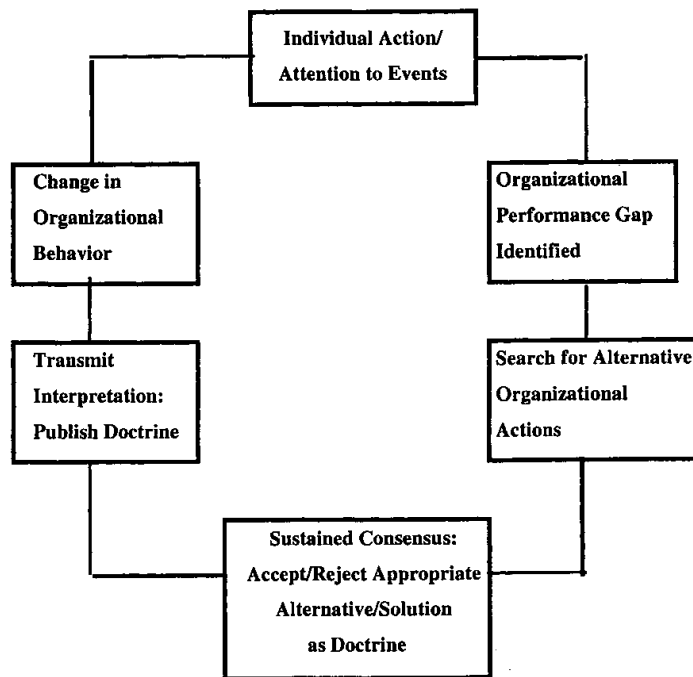 Individual Action/
Attention to Events
Change in
Organizational
Behavior
Organizational
Performance Gap
Identified
Transmit
Interpretation:
Publish Doctrine
Search for Alternative
Organizational
Actions
Sustained Consensus:
Accept/Reject Appropriate
Alternative/Solution
as Doctrine